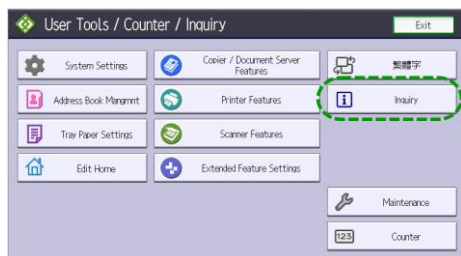 User Tools / Counter / Inquiry
Exit
System Settings
Copier / Document Server
Features
繁體字
Address Book Mangmnt
Printer Features
Inquiry
Tray Paper Settings
Scanner Features
Edit Home
Extended Feature Settings
Maintenance
123
Counter